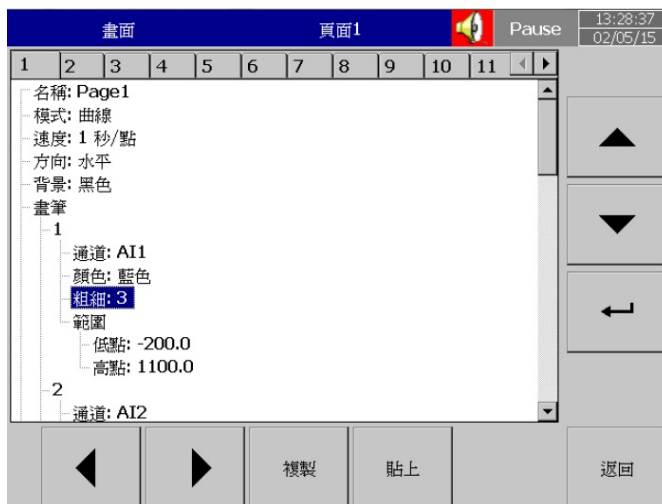 畫面 頁面1 Pause 13:28:37
02/05/15
1 2 3 4 5 6 7 8 9 10 11
名稱: Page1
模式: 曲線
速度: 1 秒/點
方向: 水平
背景: 黑色
畫筆
1
通道: AI1
顏色: 藍色
粗細: 3
範圍
低點: -200.0
高點: 1100.0
2
通道: AI2
複製 貼上 返回